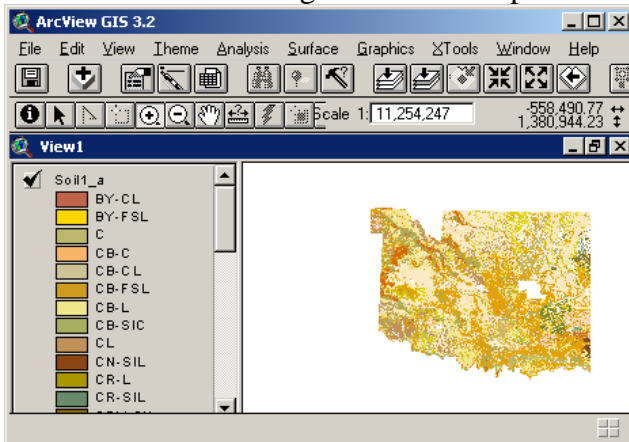 ArcView GIS 3.2
File Edit View Theme Analysis Surface Graphics XTools Window Help
Scale 1: 11,254,247 -558,490.77
1,380,944.23
View1
Soil1_a
BY-CL
BY-FSL
C
CB-C
CB-CL
CB-FSL
CB-L
CB-SIC
CL
CN-SIL
CR-L
CR-SIL